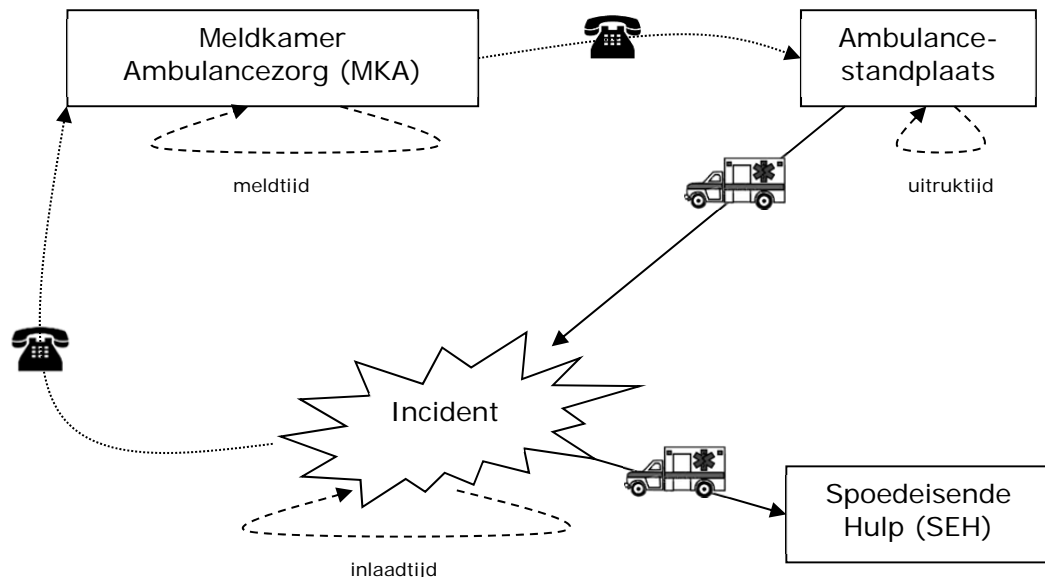 Meldkamer
Ambulancezorg (MKA)
Ambulance-
standplaats
meldtijd
uitruktijd
Incident
Spoedeisende
Hulp (SEH)
inlaadtijd